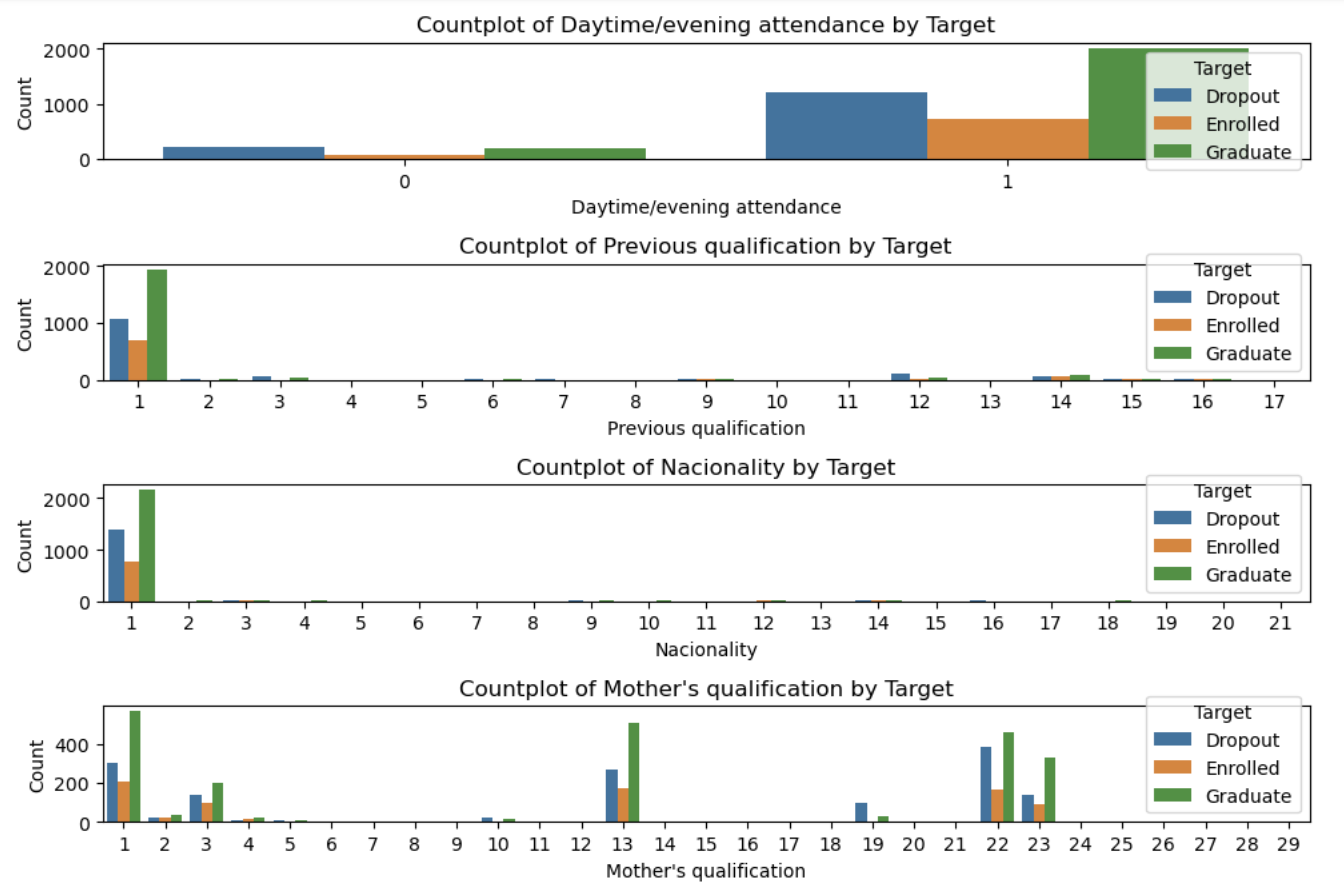 Countplot of Daytime/evening attendance by Target
2000
1000
0
Count
Target
Dropout
Enrolled
Graduate
0 1
Daytime/evening attendance
Countplot of Previous qualification by Target
2000
1000
0
Count
Target
Dropout
Enrolled
Graduate
1 2 3 4 5 6 7 8 9 10 11 12 13 14 15 16 17
Previous qualification
Countplot of Nacionality by Target
2000
1000
0
Count
Target
Dropout
Enrolled
Graduate
1 2 3 4 5 6 7 8 9 10 11 12 13 14 15 16 17 18 19 20 21
Nacionality
Countplot of Mother's qualification by Target
400
200
0
Count
Target
Dropout
Enrolled
Graduate
1 2 3 4 5 6 7 8 9 10 11 12 13 14 15 16 17 18 19 20 21 22 23 24 25 26 27 28 29
Mother's qualification